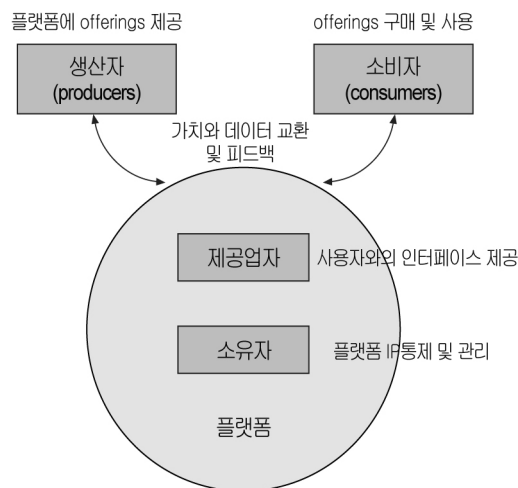 플랫폼에 offerings 제공
offerings 구매 및 사용
생산자
(producers)
소비자
(consumers)
가치와 데이터 교환
및 피드백
제공업자
사용자와의 인터페이스 제공
소유자
플랫폼 IP통제 및 관리
플랫폼